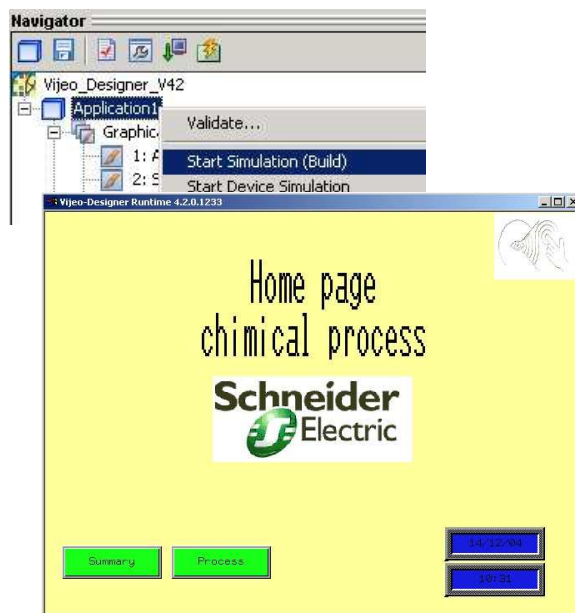 Navigator
Vijeo_Designer_V42
Application1
Graphic
1: A
2: S
Validate...
Start Simulation (Build)
Start Device Simulation
Vijeo-Designer Runtime 4.2.0.1233
Home page
chimical process
Schneider
Electric
Summary
Process
14/12/04
10:31